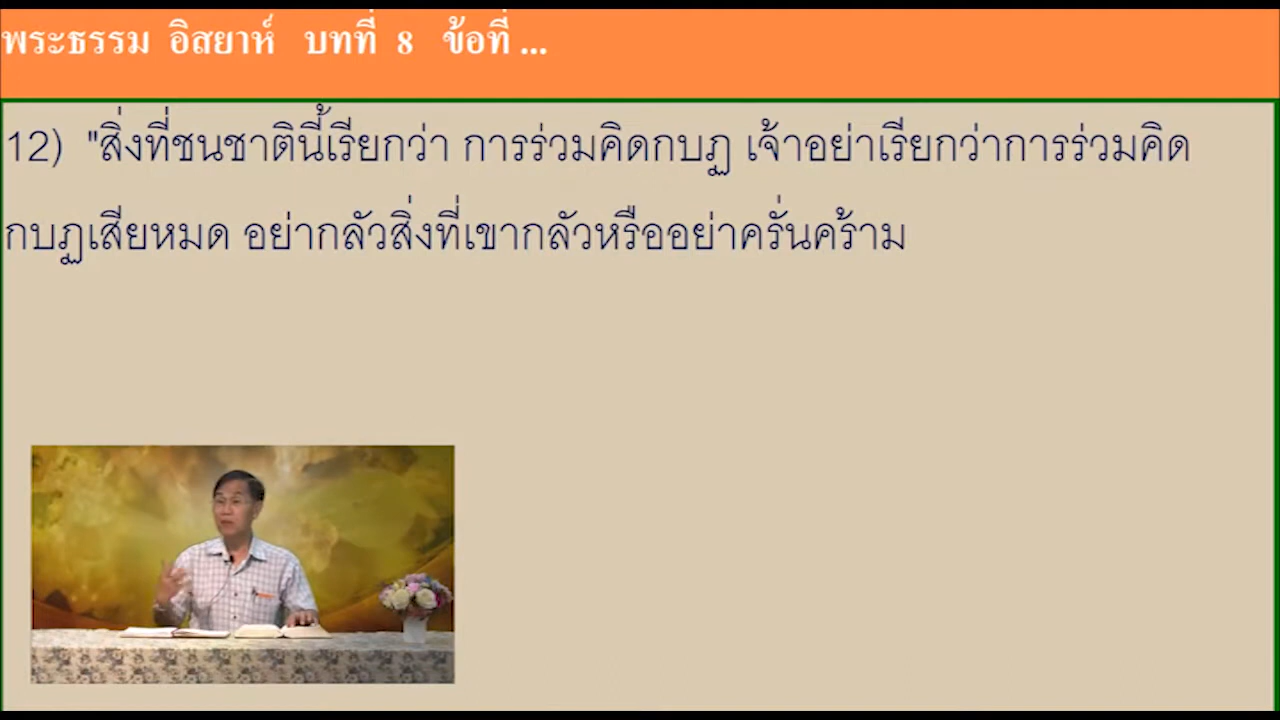 พระธรรม อิสยาห์ บทที่ 8 ข้อที่ ...
12) "สิ่งที่ชนชาตินี้เรียกว่า การร่วมคิดกบฏ เจ้าอย่าเรียกว่าการร่วมคิด
กบฏเสียหมด อย่ากลัวสิ่งที่เขากลัวหรืออย่าครั่นคร้าม